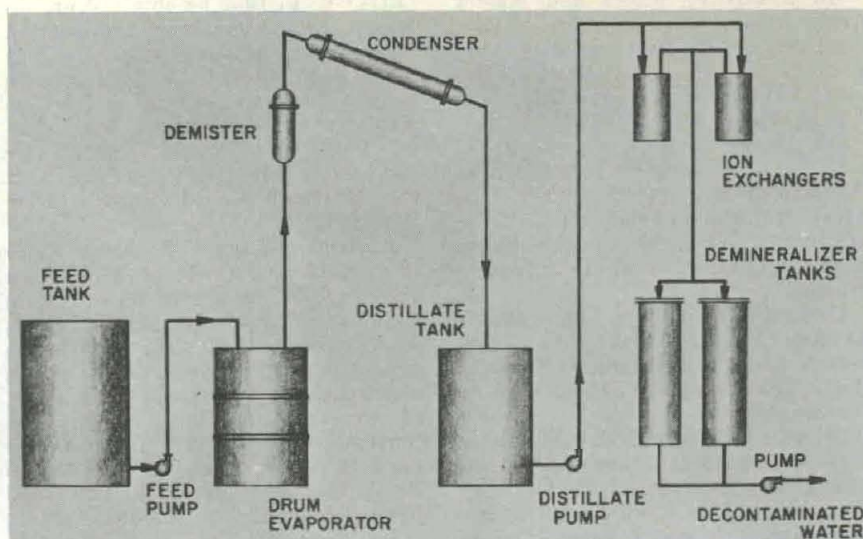 CONDENSER
DEMISTER
ION
EXCHANGERS
DEMINERALIZER
TANKS
FEED
TANK
DISTILLATE
TANK
FEED
PUMP
DRUM
EVAPORATOR
DISTILLATE
PUMP
PUMP
DECONTAMINATED
WATER